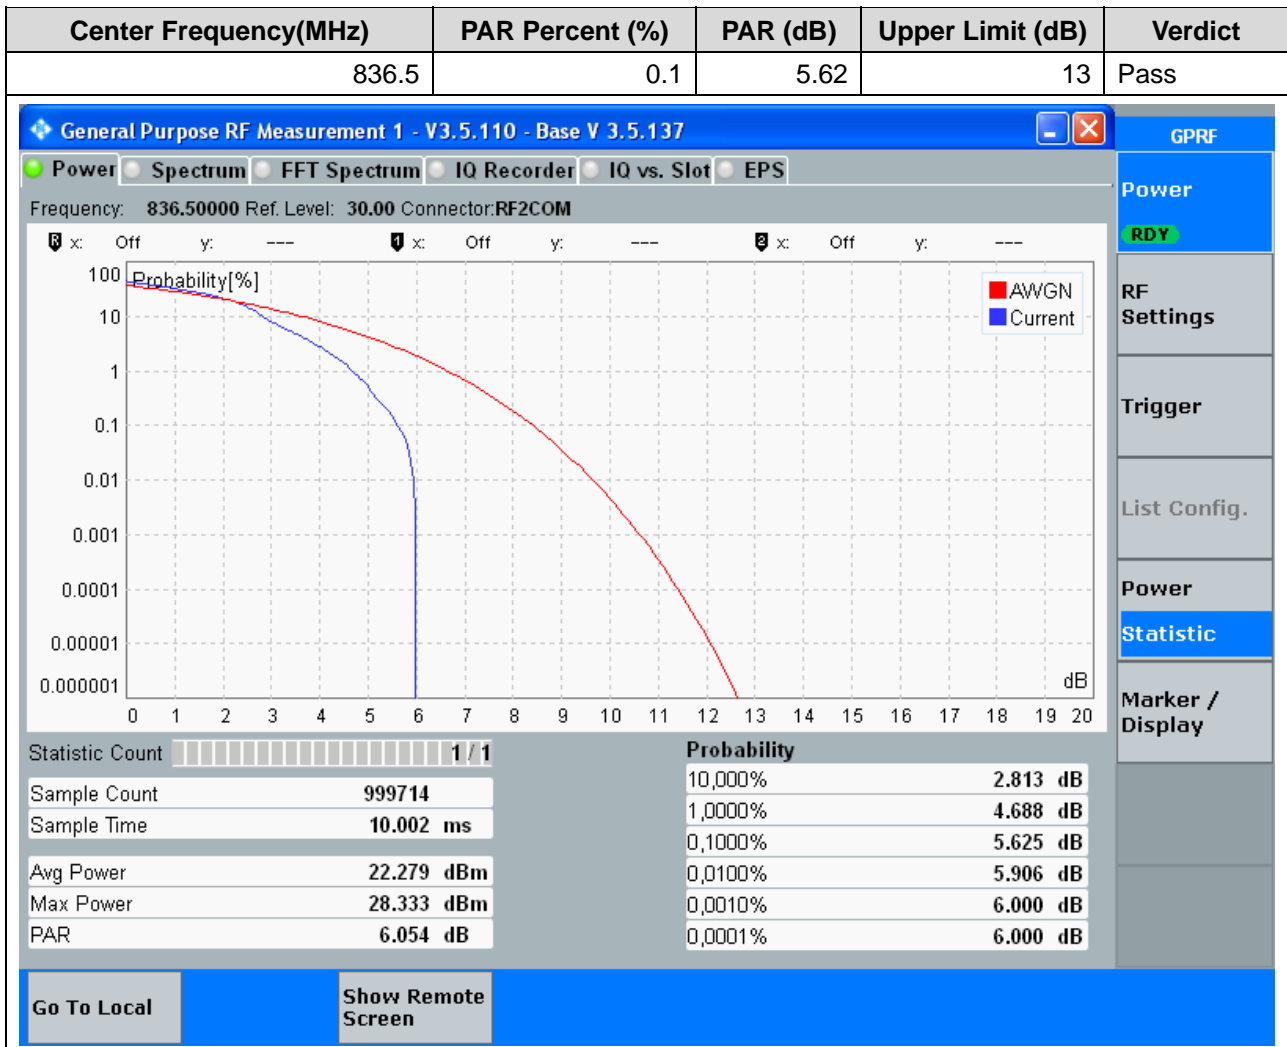 Center Frequency(MHz) PAR Percent (%) PAR (dB) Upper Limit (dB) Verdict
836.5 0.1 5.62 13 Pass
General Purpose RF Measurement 1 - V3.5.110 - Base V 3.5.137
GPRF
Power Spectrum FFT Spectrum IQ Recorder IQ vs. Slot EPS
Frequency: 836.50000 Ref. Level: 30.00 Connector:RF2COM
R x: Off y: --- 1 x: Off y: --- 2 x: Off y: ---
Probability[%]
100
10
1
0.1
0.01
0.001
0.0001
0.00001
0.000001
AWGN
Current
dB
0 1 2 3 4 5 6 7 8 9 10 11 12 13 14 15 16 17 18 19 20
Statistic Count 1 / 1
Sample Count 999714
Sample Time 10.002 ms
Avg Power 22.279 dBm
Max Power 28.333 dBm
PAR 6.054 dB
Probability
10,000% 2.813 dB
1,0000% 4.688 dB
0,1000% 5.625 dB
0,0100% 5.906 dB
0,0010% 6.000 dB
0,0001% 6.000 dB
Power
RDY
RF
Settings
Trigger
List Config.
Power
Statistic
Marker /
Display
Go To Local
Show Remote
Screen